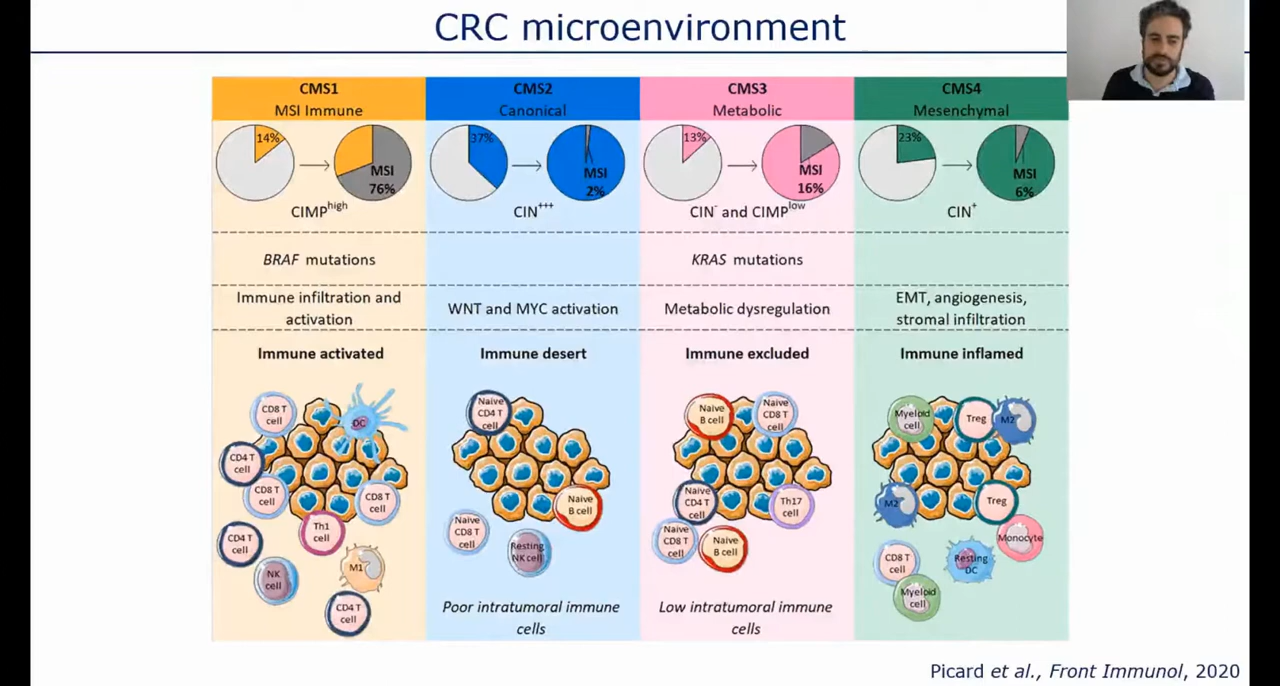 CRC microenvironment
CMS1
MSI Immune
CMS2
Canonical
CMS3
Metabolic
CMS4
Mesenchymal
14%
MSI
76%
37%
MSI
2%
13%
MSI
16%
23%
MSI
6%
CIMPhigh
CIN+++
CIN- and CIMPlow
CIN+
BRAF mutations
KRAS mutations
Immune infiltration and
activation
WNT and MYC activation
Metabolic dysregulation
EMT, angiogenesis,
stromal infiltration
Immune activated
Immune desert
Immune excluded
Immune inflamed
CD8 T
cell
DC
CD4 T
cell
CD8 T
cell
CD8 T
cell
Th1
cell
CD4 T
cell
NK
cell
M1
CD4 T
cell
Naive
CD4 T
cell
Naive
B cell
Naive
CD8 T
cell
Resting
NK cell
Poor intratumoral immune
cells
Naive
B cell
Naive
CD8 T
cell
Naive
CD4 T
cell
Th17
cell
Naive
CD8 T
cell
Naive
B cell
Low intratumoral immune
cells
Myeloid
cell
Treg
M2
M2
Treg
Monocyte
CD8 T
cell
Resting
DC
Myeloid
cell
Picard et al., Front Immunol, 2020